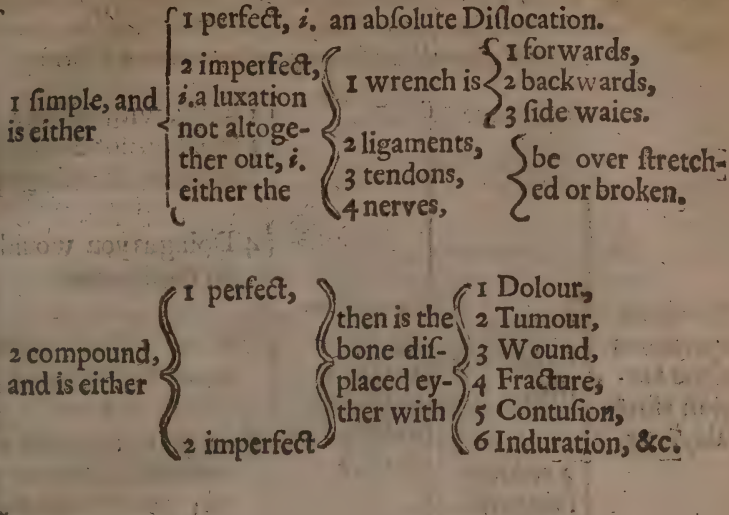 1 perfect, i. an abſolute Diſlocation.
1 ſimple, and
is either
2 imperfect,
i.a luxation
not altoge-
ther out, i.
either the
1 wrench is
1 forwards,
2 backwards,
3 ſide waies.
2 ligaments,
3 tendons,
4 nerves,
be over ſtretch-
ed or broken.
2 compound,
and is either
1 perfect,
2 imperfect
then is the
bone diſ-
placed ey-
ther with
1 Dolour,
2 Tumour,
3 Wound,
4 Fracture,
5 Contuſion,
6 Induration, &c.